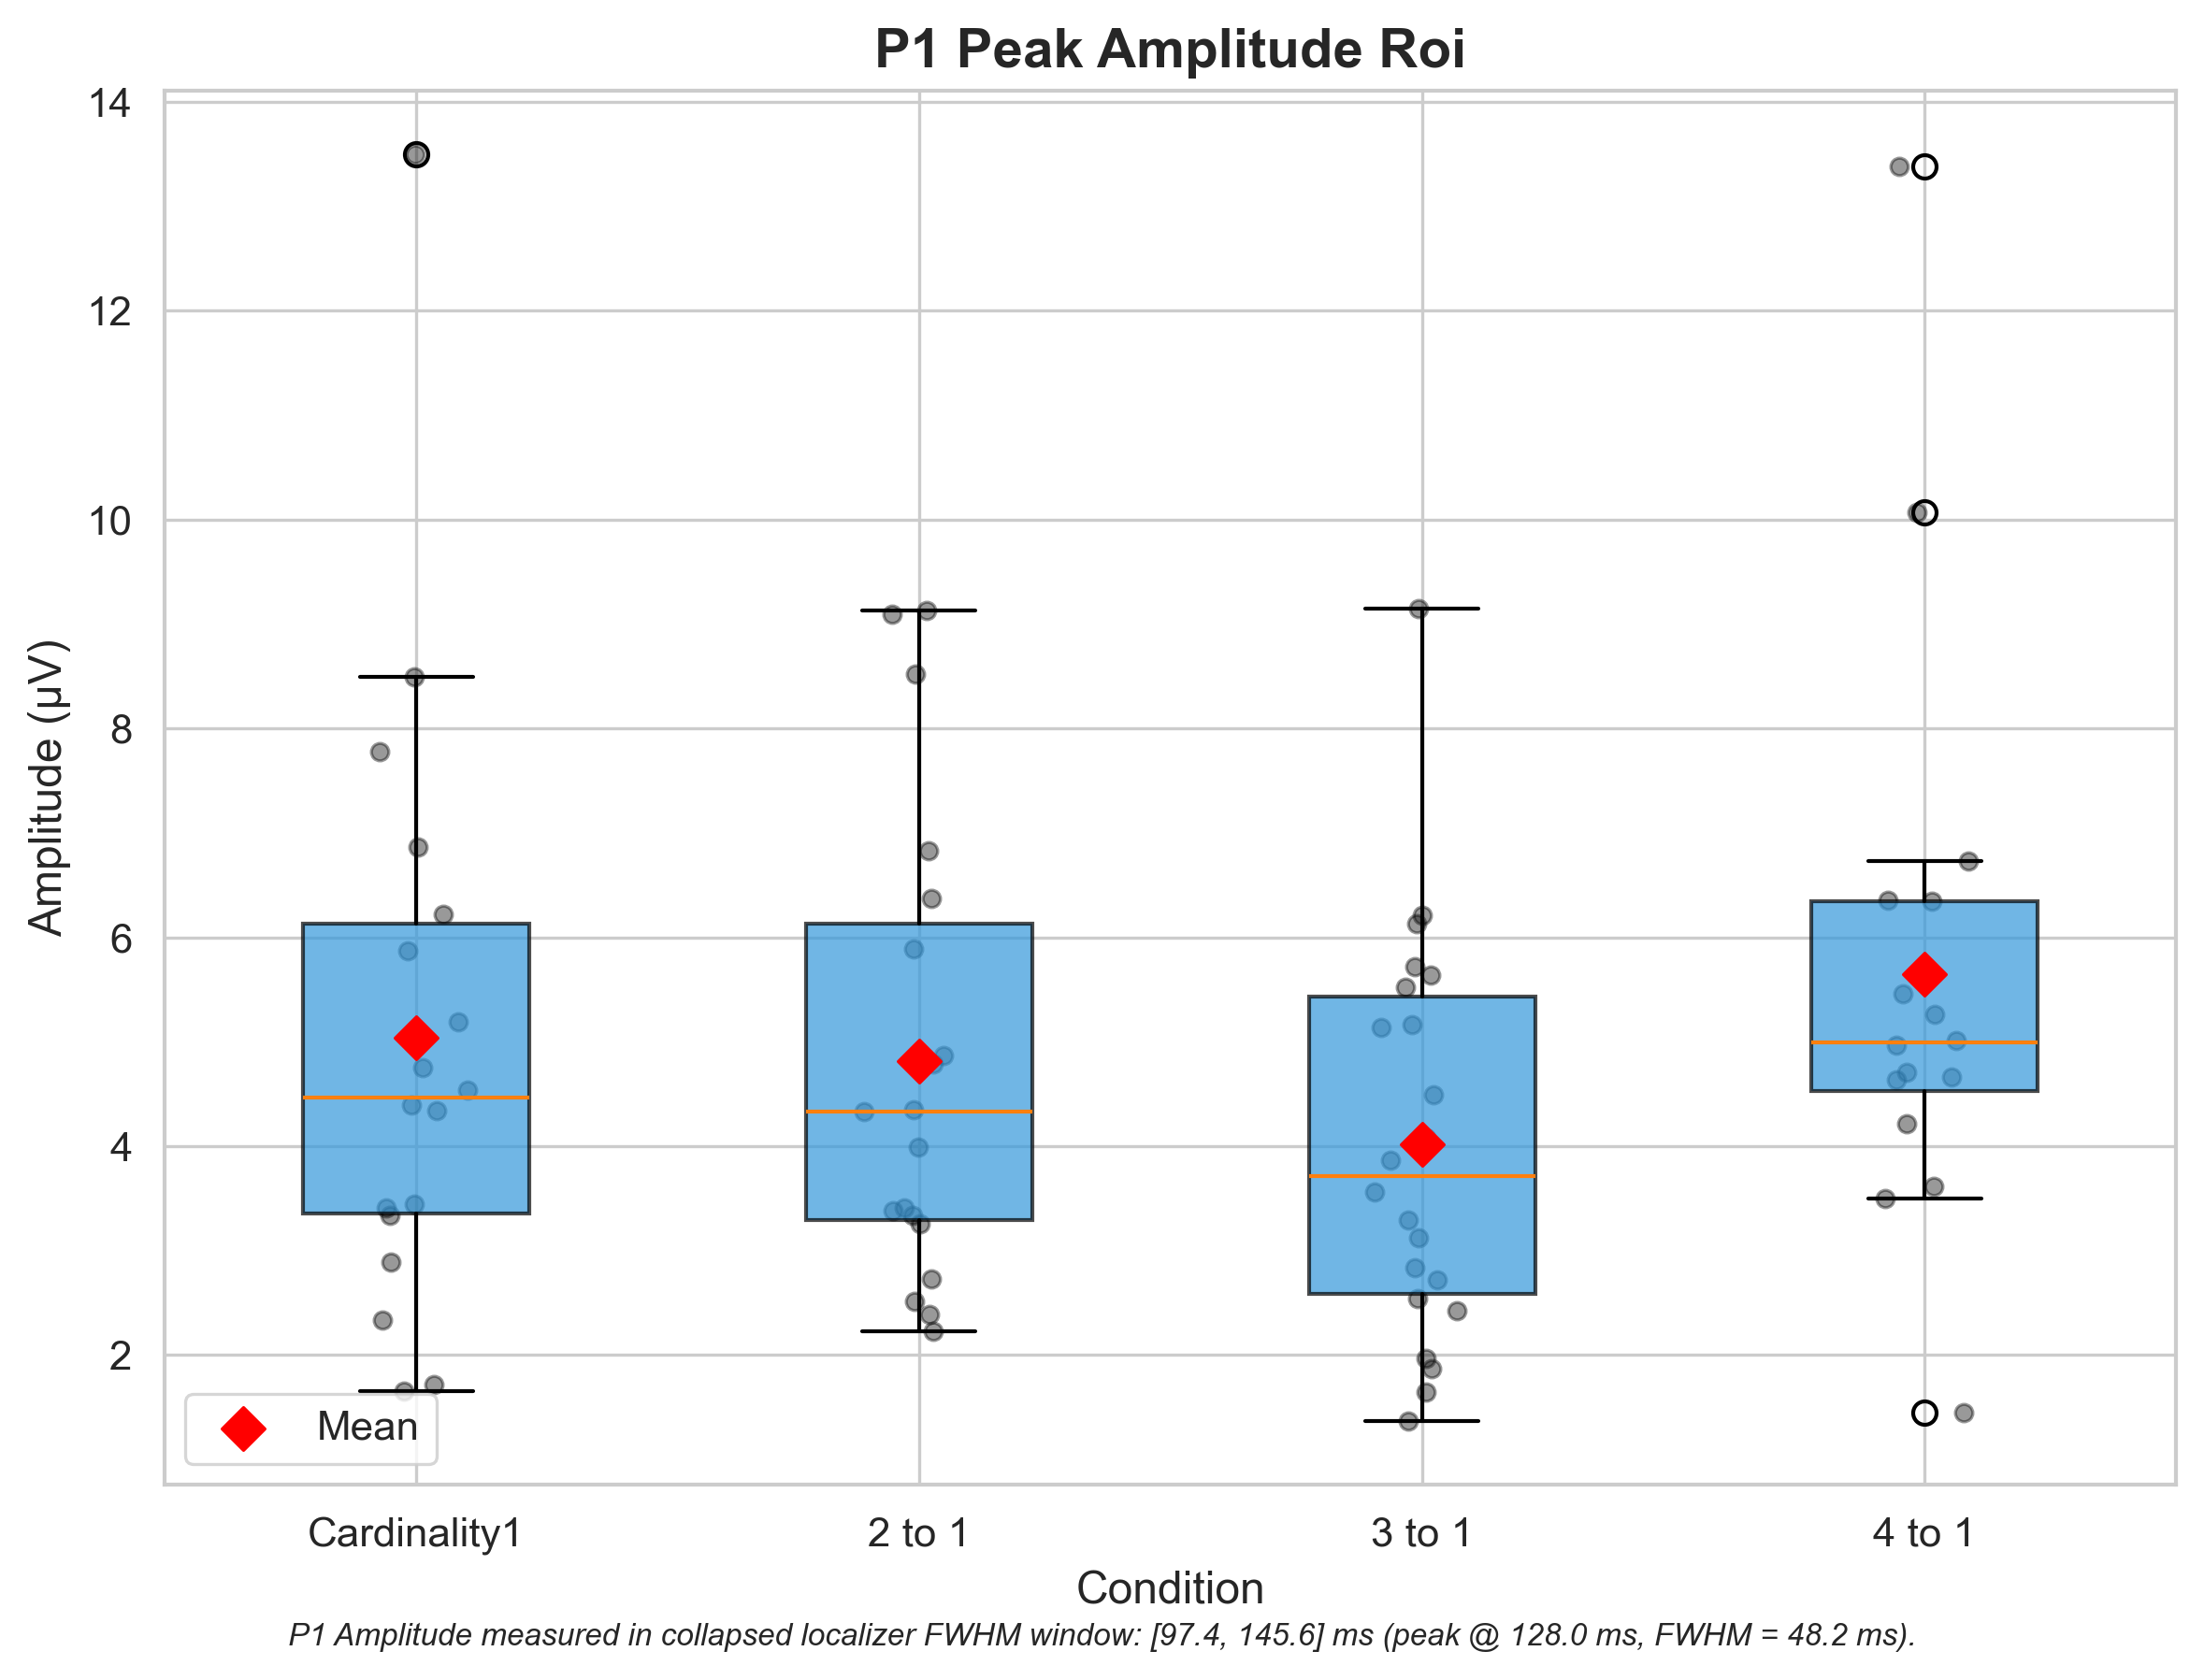 P1 Peak Amplitude Roi
14
12
10
8
6
4
2
Amplitude (µV)
Mean
Cardinality1
2 to 1
3 to 1
4 to 1
Condition
P1 Amplitude measured in collapsed localizer FWHM window: [97.4, 145.6] ms (peak @ 128.0 ms, FWHM = 48.2 ms).